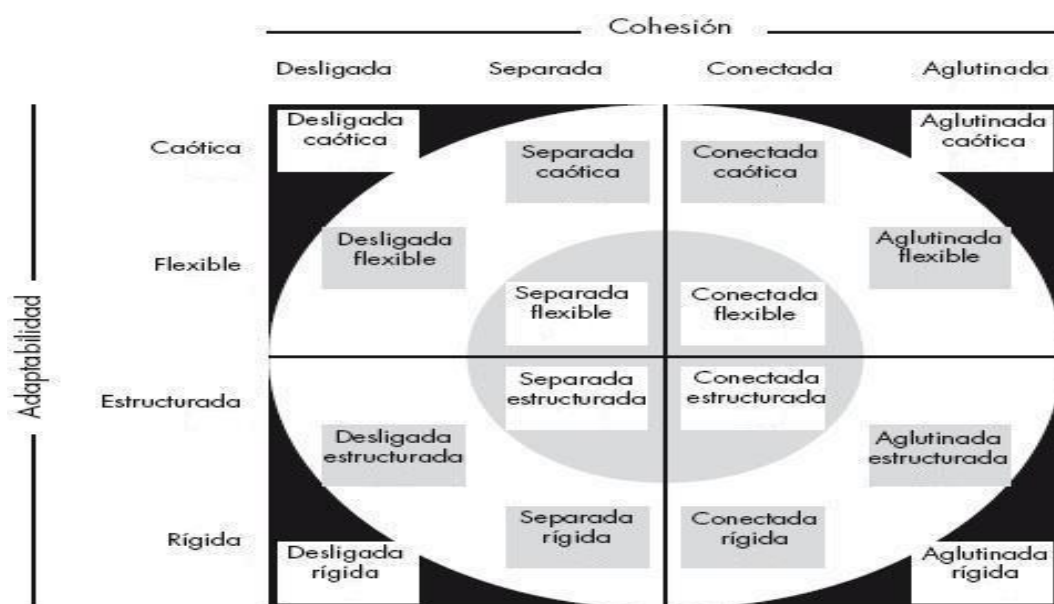 Cohesión
Desligada Separada Conectada Aglutinada
Adaptabilidad
Caótica
Desligada
caótica
Separada
caótica
Conectada
caótica
Aglutinada
caótica
Flexible
Desligada
flexible
Separada
flexible
Conectada
flexible
Aglutinada
flexible
Estructurada
Desligada
estructurada
Separada
estructurada
Conectada
estructurada
Aglutinada
estructurada
Rígida
Desligada
rígida
Separada
rígida
Conectada
rígida
Aglutinada
rígida